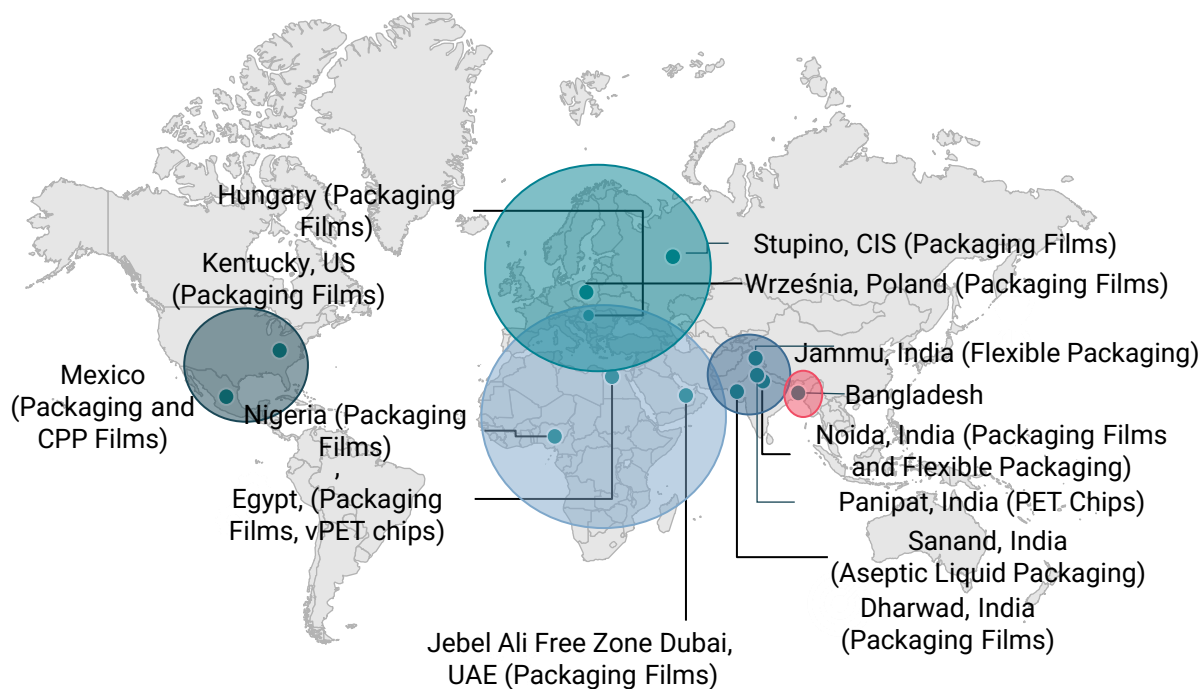 Hungary (Packaging
Films)
Kentucky, US
(Packaging Films)
Mexico
(Packaging and
CPP Films)
Nigeria (Packaging
Films)
,
Egypt, (Packaging
Films, vPET chips)
Jebel Ali Free Zone Dubai,
UAE (Packaging Films)
Stupino, CIS (Packaging Films)
Września, Poland (Packaging Films)
Jammu, India (Flexible Packaging)
Bangladesh
Noida, India (Packaging Films
and Flexible Packaging)
Panipat, India (PET Chips)
Sanand, India
(Aseptic Liquid Packaging)
Dharwad, India
(Packaging Films)